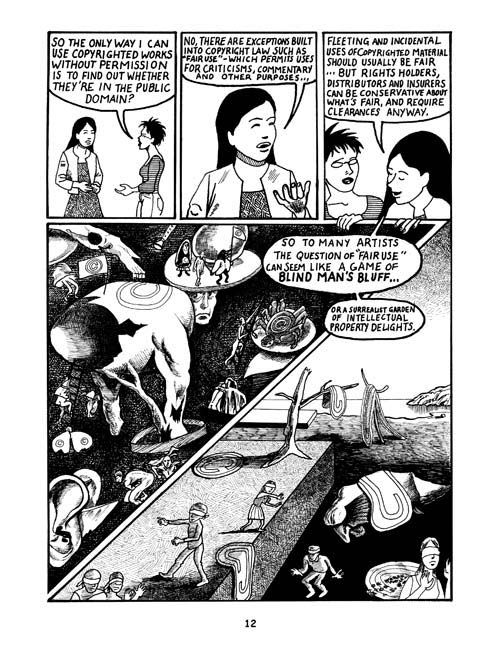 SO THE ONLY WAY I CAN
USE COPYRIGHTED WORKS
WITHOUT PERMISSION
IS TO FIND OUT WHETHER
THEY'RE IN THE PUBLIC
DOMAIN?
NO, THERE ARE EXCEPTIONS BUILT
INTO COPYRIGHT LAW SUCH AS
"FAIR USE"-WHICH PERMITS USES
FOR CRITICISMS, COMMENTARY
AND OTHER PURPOSES...
FLEETING AND INCIDENTAL
USES OF COPYRIGHTED MATERIAL
SHOULD USUALLY BE FAIR
...BUT RIGHTS HOLDERS,
DISTRIBUTORS AND INSURERS
CAN BE CONSERVATIVE ABOUT
WHAT'S FAIR, AND REQUIRE
CLEARANCES ANYWAY.
SO TO MANY ARTISTS
THE QUESTION OF "FAIR USE"
CAN SEEM LIKE A GAME OF
BLIND MAN'S BLUFF...
OR A SURREALIST GARDEN
OF INTELLECTUAL
PROPERTY DELIGHTS.
12